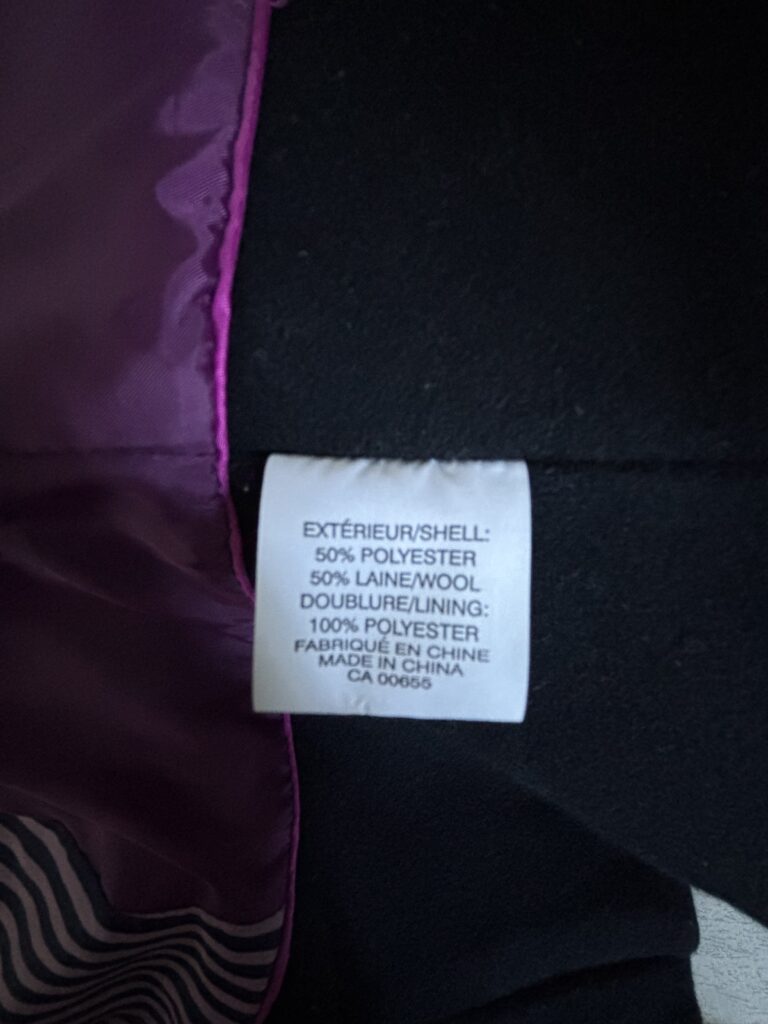 EXTÉRIEUR/SHELL:
50% POLYESTER
50% LAINE/WOOL
DOUBLURE/LINING:
100% POLYESTER
FABRIQUÉ EN CHINE
MADE IN CHINA
CA 00655